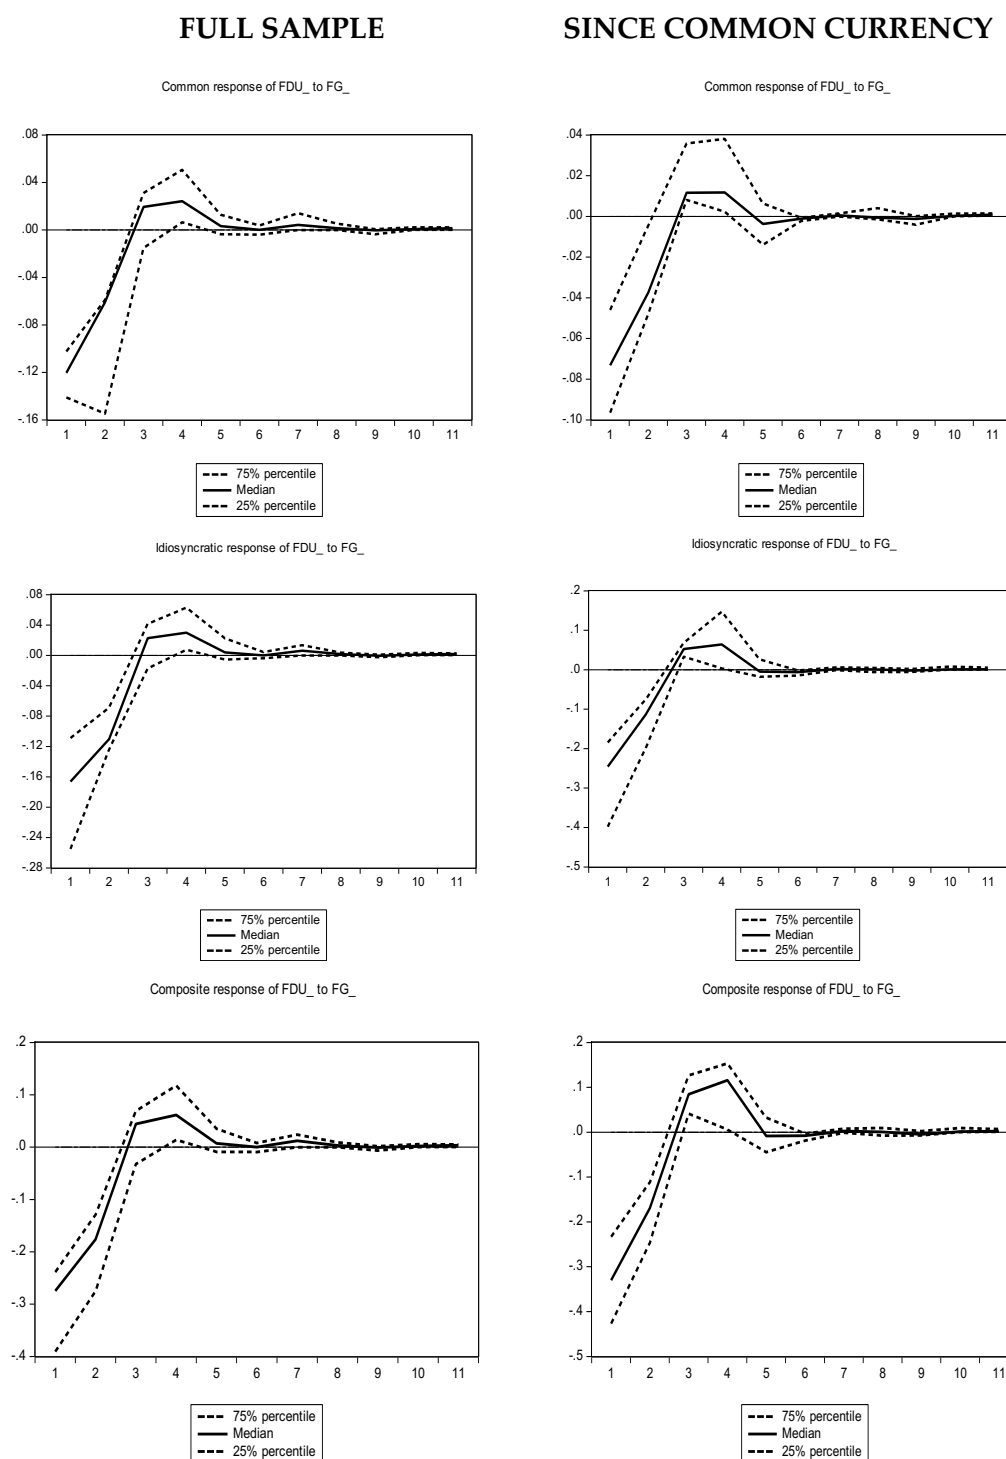 FULL SAMPLE
SINCE COMMON CURRENCY
Common response of FDU_ to FG_
.08
.04
.00
-.04
-.08
-.12
-.16
1 2 3 4 5 6 7 8 9 10 11
75% percentile
Median
25% percentile
Common response of FDU_ to FG_
.04
.02
.00
-.02
-.04
-.06
-.08
-.10
1 2 3 4 5 6 7 8 9 10 11
75% percentile
Median
25% percentile
Idiosyncratic response of FDU_ to FG_
.08
.04
.00
-.04
-.08
-.12
-.16
-.20
-.24
-.28
1 2 3 4 5 6 7 8 9 10 11
75% percentile
Median
25% percentile
Idiosyncratic response of FDU_ to FG_
.2
.1
.0
-.1
-.2
-.3
-.4
-.5
1 2 3 4 5 6 7 8 9 10 11
75% percentile
Median
25% percentile
Composite response of FDU_ to FG_
.2
.1
.0
-.1
-.2
-.3
-.4
1 2 3 4 5 6 7 8 9 10 11
75% percentile
Median
25% percentile
Composite response of FDU_ to FG_
.2
.1
.0
-.1
-.2
-.3
-.4
-.5
1 2 3 4 5 6 7 8 9 10 11
75% percentile
Median
25% percentile